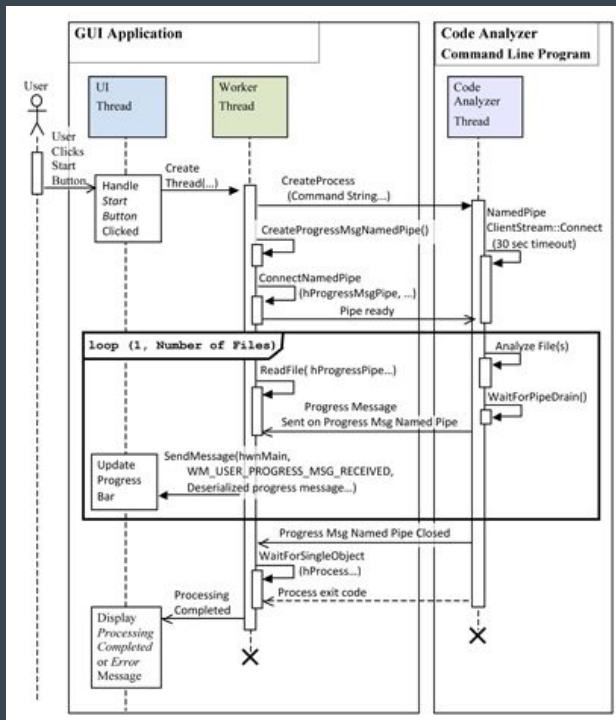 GUI Application
Code Analyzer
Command Line Program
User
UI
Thread
Worker
Thread
Code
Analyzer
Thread
User
Clicks
Start
Button
Handle
Start
Button
Clicked
Create
Thread(...)
CreateProcess
(Command String...)
CreateProgressMsgNamedPipe()
NamedPipe
ClientStream::Connect
(30 sec timeout)
ConnectNamedPipe
(hProgressMsgPipe, ...)
Pipe ready
loop (1, Number of Files)
Analyze File(s)
ReadFile( hProgressPipe...)
WaitForPipeDrain()
Progress Message
Sent on Progress Msg Named Pipe
Update
Progress
Bar
SendMessage(hwnMain,
WM_USER_PROGRESS_MSG_RECEIVED,
Deserialized progress message...)
Progress Msg Named Pipe Closed
WaitForSingleObject
(hProcess...)
Process exit code
Processing
Completed
Display
Processing
Completed
or Error
Message